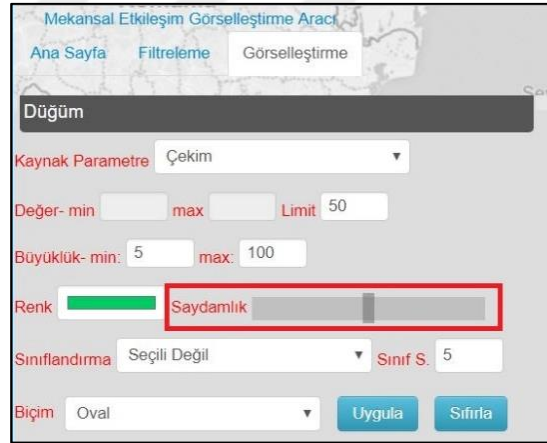 Mekansal Etkileşim Görselleştirme Aracı
Ana Sayfa Filtreleme Görselleştirme
Düğüm
Kaynak Parametre Çekim
Değer- min max Limit 50
Büyüklük- min: 5 max: 100
Renk Saydamlık
Sınıflandırma Seçili Değil Sınıf S. 5
Biçim Oval Uygula Sıfırla